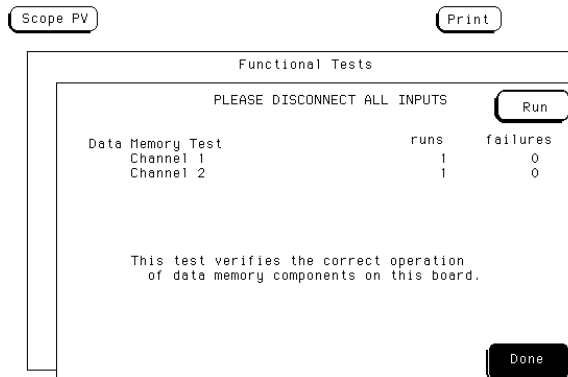 Scope PV Print
Functional Tests
PLEASE DISCONNECT ALL INPUTS
Run
Data Memory Test runs failures
Channel 1 1 0
Channel 2 1 0
This test verifies the correct operation
of data memory components on this board.
Done